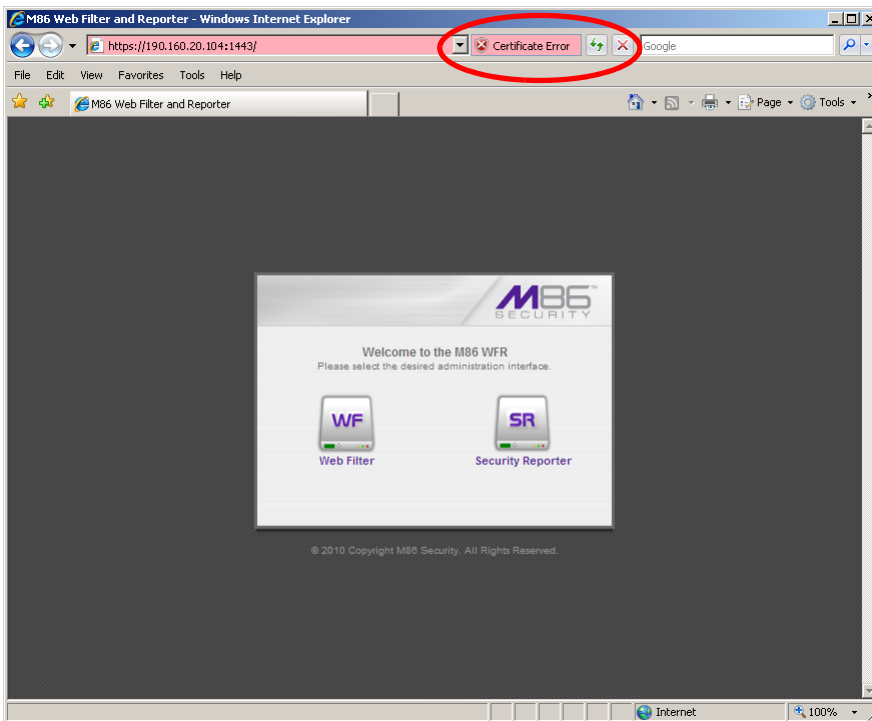 M86 Web Filter and Reporter - Windows Internet Explorer
https://190.160.20.104:1443/
Certificate Error
Google
File Edit View Favorites Tools Help
M86 Web Filter and Reporter
Page
Tools
M86™
SECURITY
Welcome to the M86 WFR
Please select the desired administration interface.
WF
SR
Web Filter
Security Reporter
© 2010 Copyright M86 Security. All Rights Reserved.
Internet
100%